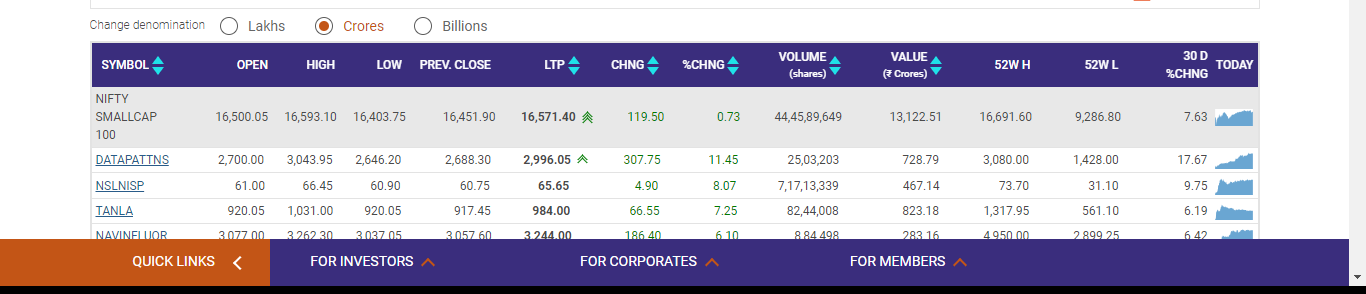 Change denomination Lakhs Crores Billions
SYMBOL OPEN HIGH LOW PREV. CLOSE LTP CHNG %CHNG VOLUME (shares) VALUE (₹ Crores) 52W H 52W L 30 D %CHNG TODAY
NIFTY SMALLCAP 100 16,500.05 16,593.10 16,403.75 16,451.90 16,571.40 119.50 0.73 44,45,89,649 13,122.51 16,691.60 9,286.80 7.63
DATAPATTNS 2,700.00 3,043.95 2,646.20 2,688.30 2,996.05 307.75 11.45 25,03,203 728.79 3,080.00 1,428.00 17.67
NSLNISP 61.00 66.45 60.90 60.75 65.65 4.90 8.07 7,17,13,339 467.14 73.70 31.10 9.75
TANLA 920.05 1,031.00 920.05 917.45 984.00 66.55 7.25 82,44,008 823.18 1,317.95 561.10 6.19
NAVINFLUOR 3,077.00 3,262.30 3,037.05 3,057.60 3,244.00 186.40 6.10 8,84,498 283.16 4,950.00 2,899.25 6.42
QUICK LINKS FOR INVESTORS FOR CORPORATES FOR MEMBERS